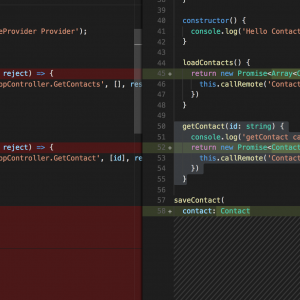 eProvider Provider');
reject) => {
ppController.GetContacts', [], res
reject) => {
ppController.GetContact', [id], re
39
40 constructor() {
41 console.log('Hello Contact
42 }
43
44 loadContacts() {
45 + return new Promise<Array<C
46 this.callRemote('Contact
47 })
48 }
49
50 getContact(id: string) {
51 console.log('getContact ca
52 + return new Promise<Contact
53 this.callRemote('Contact
54 })
55 }
56
57 saveContact(
58 + contact: Contact